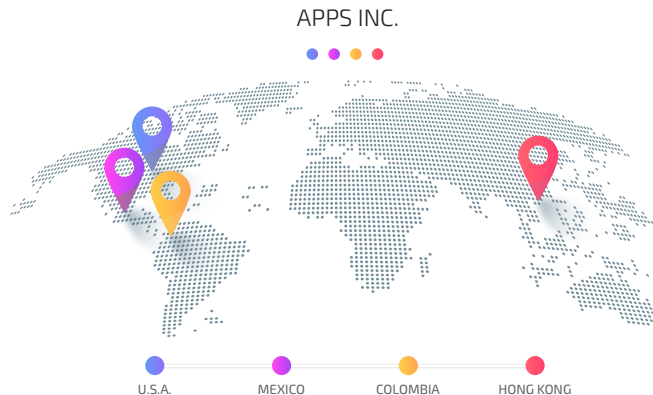 APPS INC.
U.S.A.
MEXICO
COLOMBIA
HONG KONG